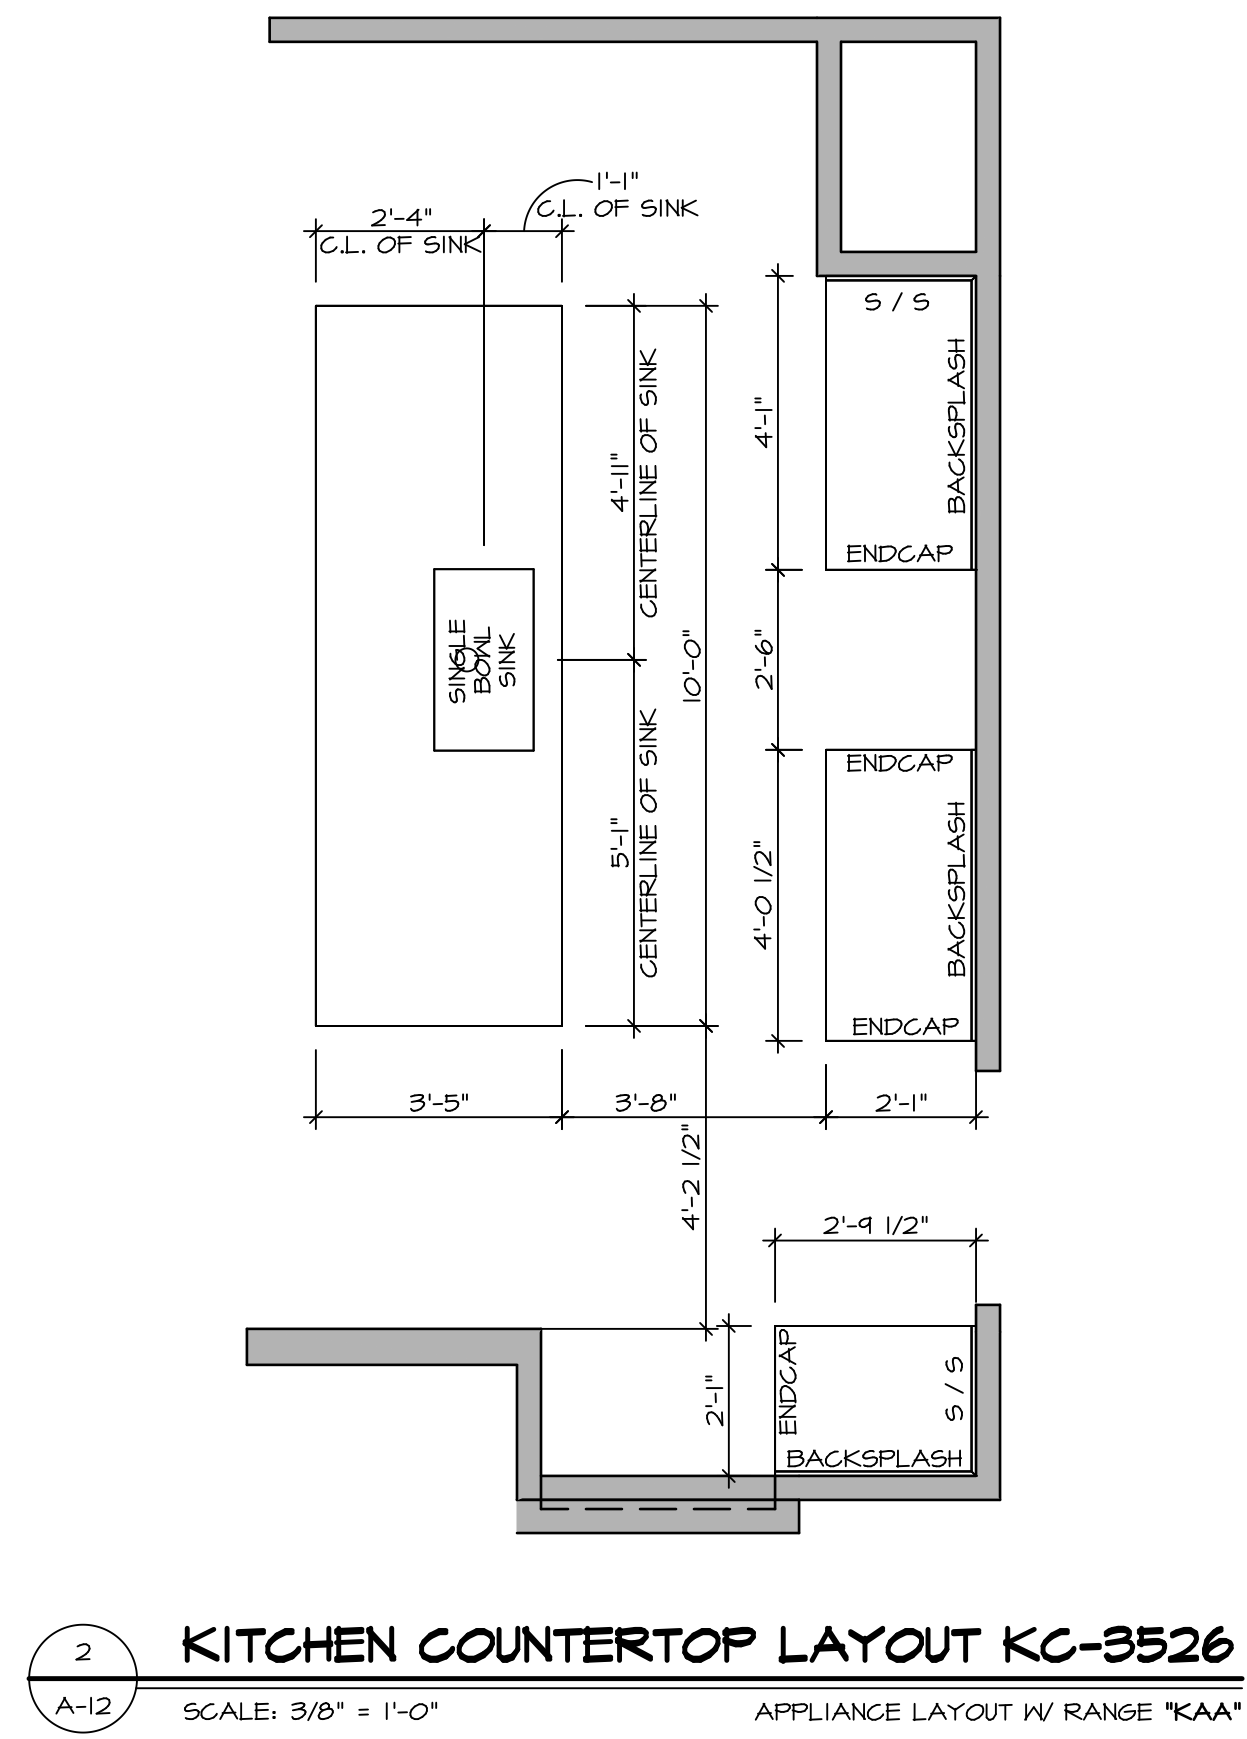 1'-1"
C.L. OF SINK
2'-4"
C.L. OF SINK
S / S
BACKSPLASH
4'-1"
4'-11"
CENTERLINE OF SINK
ENDCAP
SINGLE
BOWL
SINK
10'-0"
2'-6"
ENDCAP
5'-1"
CENTERLINE OF SINK
4'-0 1/2"
BACKSPLASH
ENDCAP
3'-5"
3'-8"
2'-1"
4'-2 1/2"
2'-9 1/2"
2'-1"
ENDCAP
S / S
BACKSPLASH
2
KITCHEN COUNTERTOP LAYOUT KC-3526
A-12
SCALE: 3/8" = 1'-0"
APPLIANCE LAYOUT W/ RANGE "KAA"